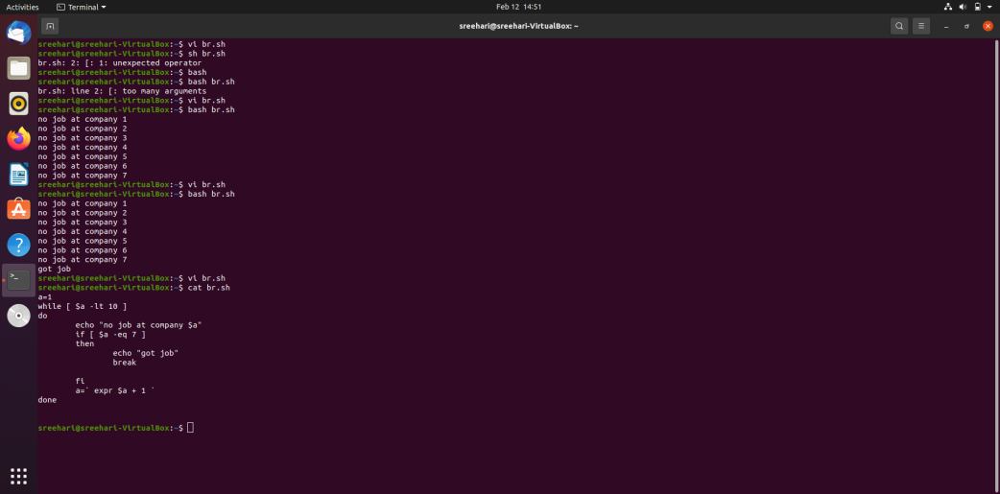 Activities
Terminal
Feb 12 14:51
sreehari@sreehari-VirtualBox: ~
sreehari@sreehari-VirtualBox:~$ vi br.sh
sreehari@sreehari-VirtualBox:~$ sh br.sh
br.sh: 2: [: 1: unexpected operator
sreehari@sreehari-VirtualBox:~$ bash
sreehari@sreehari-VirtualBox:~$ bash br.sh
br.sh: line 2: [: too many arguments
sreehari@sreehari-VirtualBox:~$ vi br.sh
sreehari@sreehari-VirtualBox:~$ bash br.sh
no job at company 1
no job at company 2
no job at company 3
no job at company 4
no job at company 5
no job at company 6
no job at company 7
sreehari@sreehari-VirtualBox:~$ vi br.sh
sreehari@sreehari-VirtualBox:~$ bash br.sh
no job at company 1
no job at company 2
no job at company 3
no job at company 4
no job at company 5
no job at company 6
no job at company 7
got job
sreehari@sreehari-VirtualBox:~$ vi br.sh
sreehari@sreehari-VirtualBox:~$ cat br.sh
a=1
while [ $a -lt 10 ]
do
        echo "no job at company $a"
        if [ $a -eq 7 ]
        then
                echo "got job"
                break
        fi
        a=` expr $a + 1 `
done
sreehari@sreehari-VirtualBox:~$